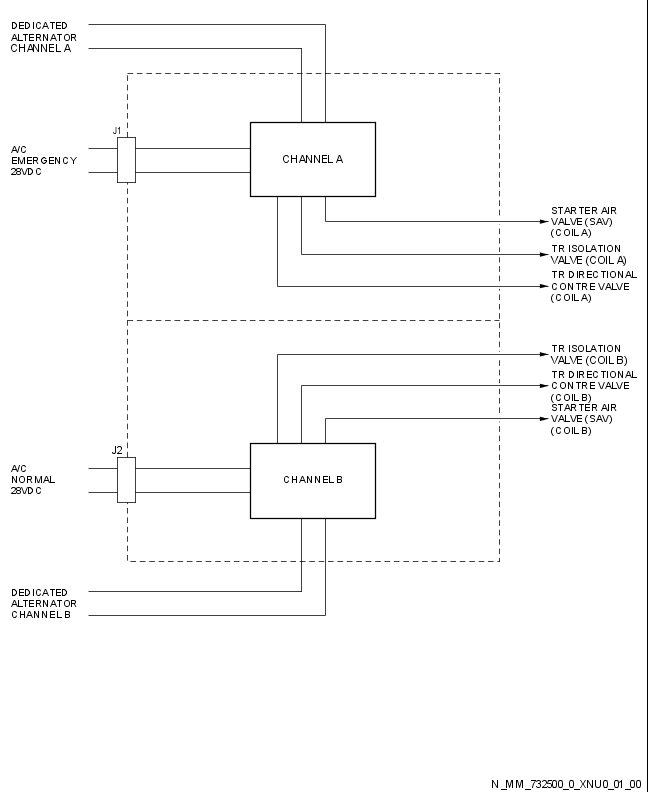 DEDICATED
ALTERNATOR
CHANNEL A
J1
A/C
EMERGENCY
28VDC
CHANNEL A
STARTER AIR
VALVE (SAV)
(COIL A)
TR ISOLATION
VALVE (COIL A)
TR DIRECTIONAL
CONTRE VALVE
(COIL A)
TR ISOLATION
VALVE (COIL B)
TR DIRECTIONAL
CONTRE VALVE
(COIL B)
STARTER AIR
VALVE (SAV)
(COIL B)
J2
A/C
NORMAL
28VDC
CHANNEL B
DEDICATED
ALTERNATOR
CHANNEL B
N_MM_732500_0_XNU0_01_00